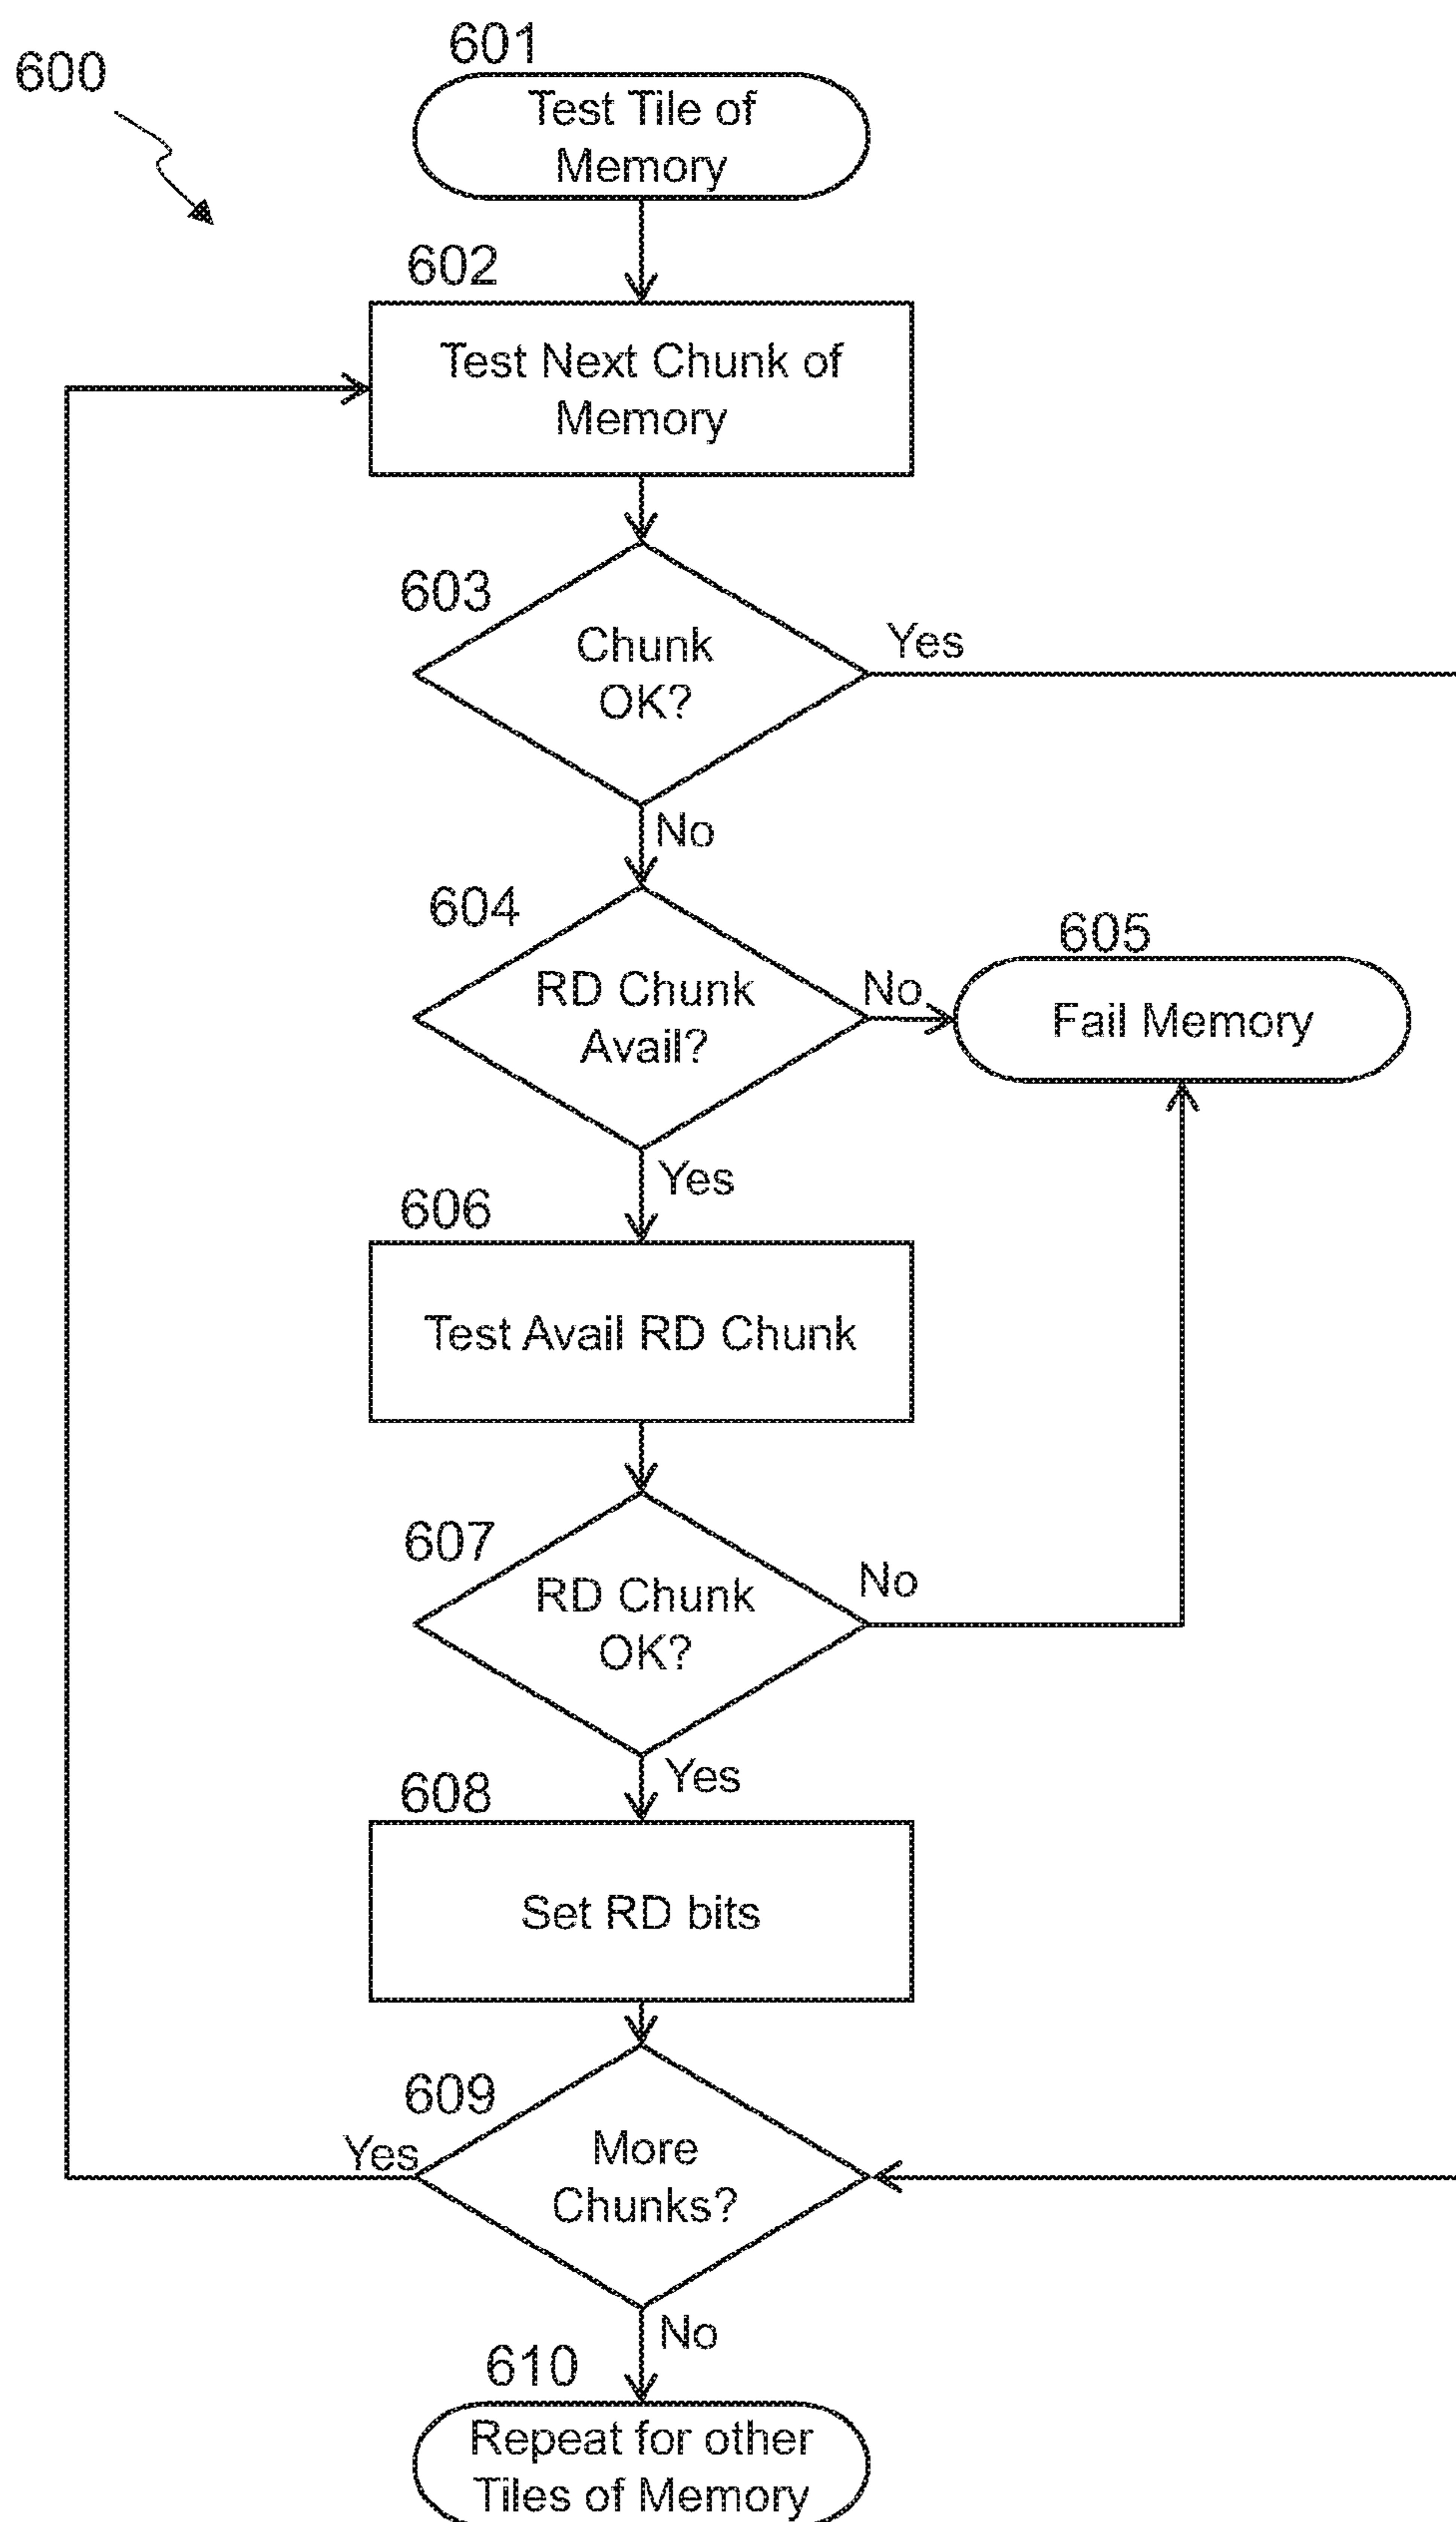 600
601
Test Tile of
Memory
602
Test Next Chunk of
Memory
603
Chunk
OK?
Yes
No
604
RD Chunk
Avail?
No
605
Fail Memory
Yes
606
Test Avail RD Chunk
607
RD Chunk
OK?
No
Yes
608
Set RD bits
609
More
Chunks?
Yes
No
610
Repeat for other
Tiles of Memory